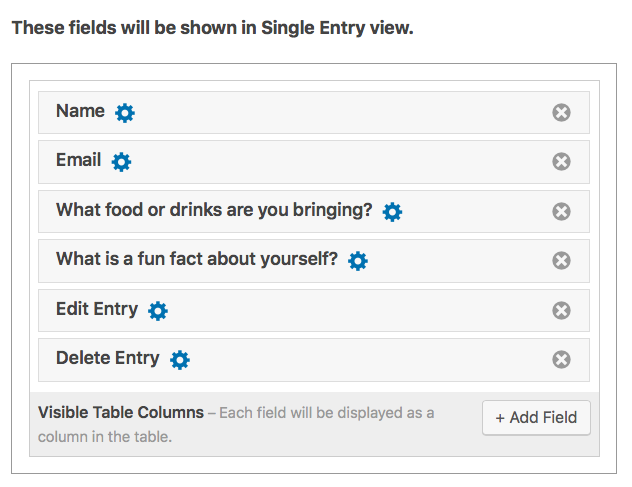 These fields will be shown in Single Entry view.
Name
Email
What food or drinks are you bringing?
What is a fun fact about yourself?
Edit Entry
Delete Entry
Visible Table Columns – Each field will be displayed as a
column in the table.
+ Add Field